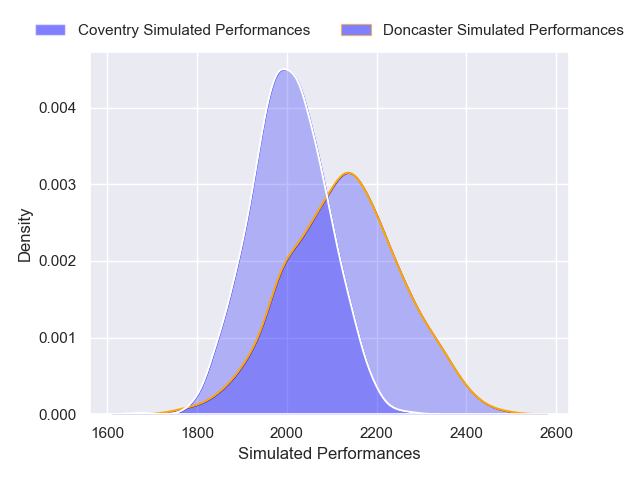 Coventry Simulated Performances
Doncaster Simulated Performances
0.004
0.003
0.002
0.001
0.000
Density
1600
1800
2000
2200
2400
2600
Simulated Performances